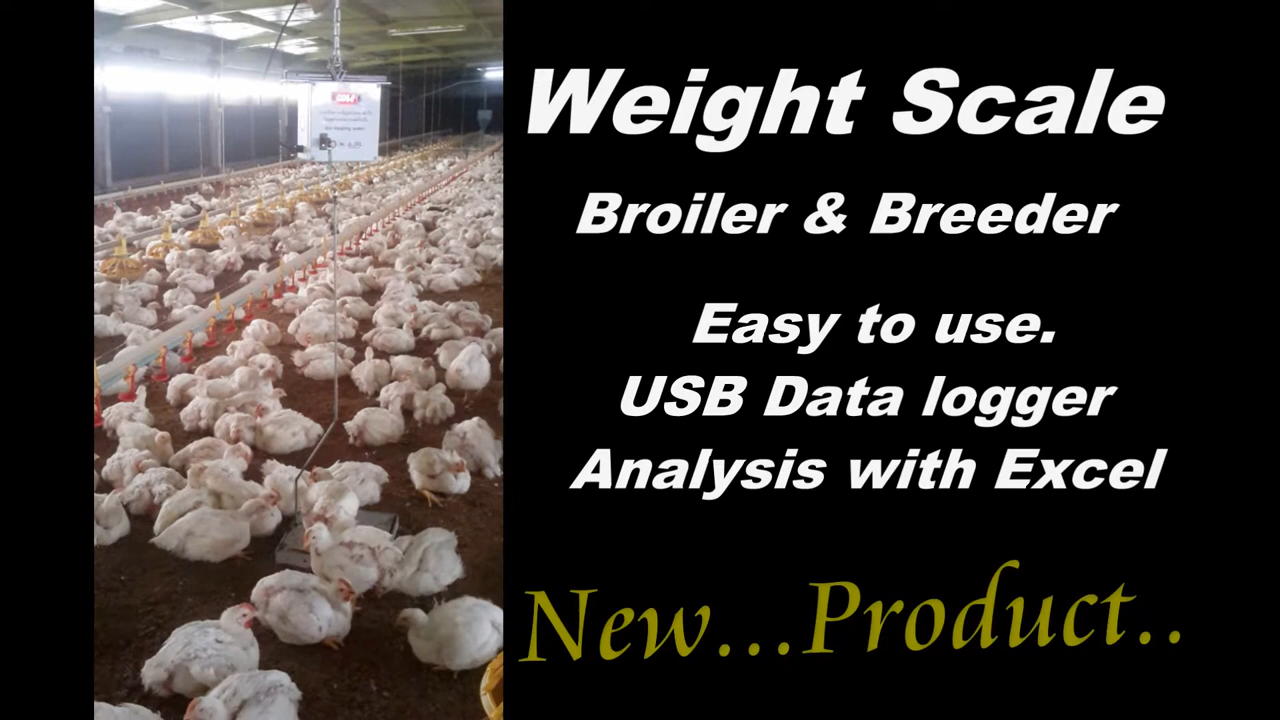 Weight Scale
Broiler & Breeder
Easy to use.
USB Data logger
Analysis with Excel
New...Product..